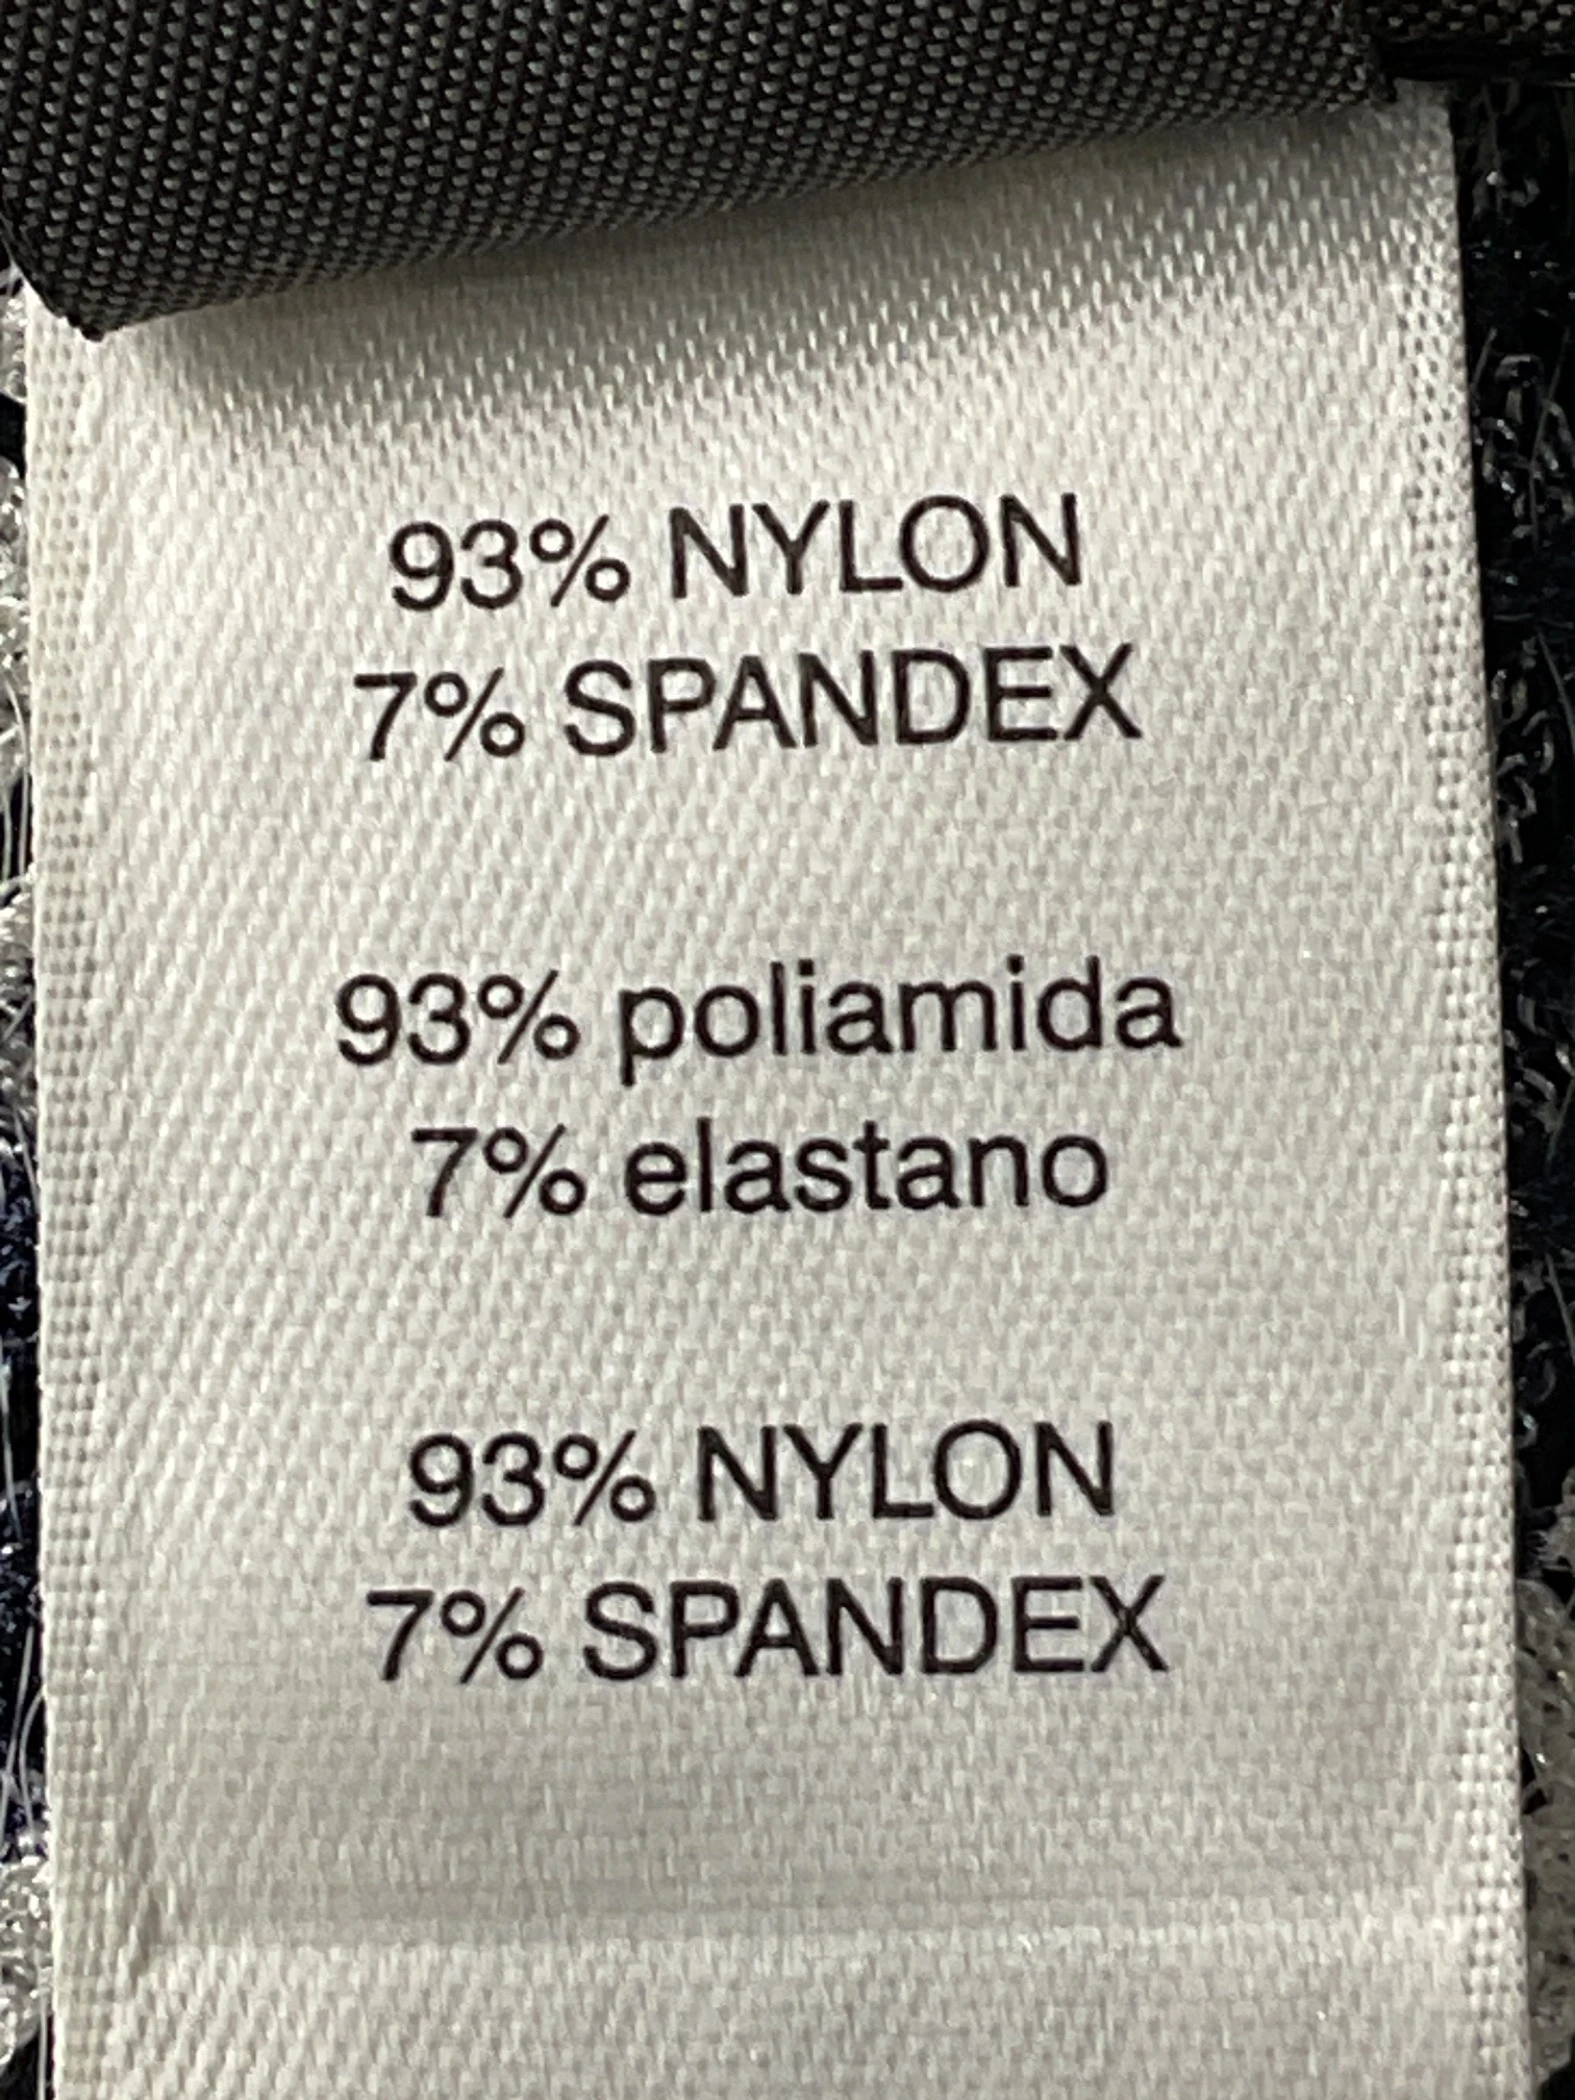 93% NYLON
7% SPANDEX
93% poliamida
7% elastano
93% NYLON
7% SPANDEX